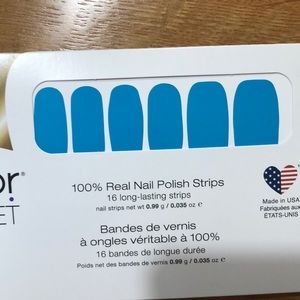 or
ET
100% Real Nail Polish Strips
16 long-lasting strips
nail strips net wt 0.99 g / 0.035 oz ℮
Made in USA
Fabriquées aux
ÉTATS-UNIS
Bandes de vernis
à ongles véritable à 100%
16 bandes de longue durée
Poids net des bandes de vernis 0.99 g / 0.035 oz ℮